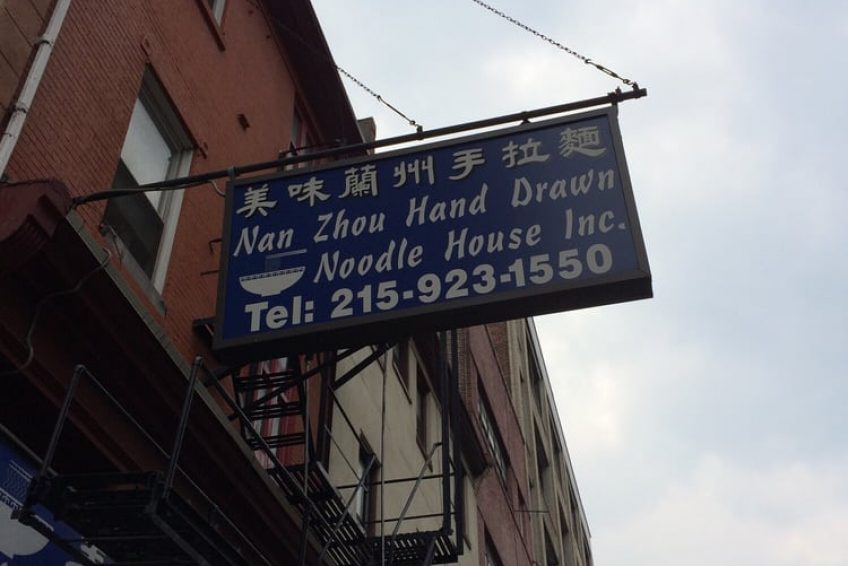 美味蘭州手拉麵
Nan Zhou Hand Drawn
Noodle House Inc.
Tel: 215-923-1550